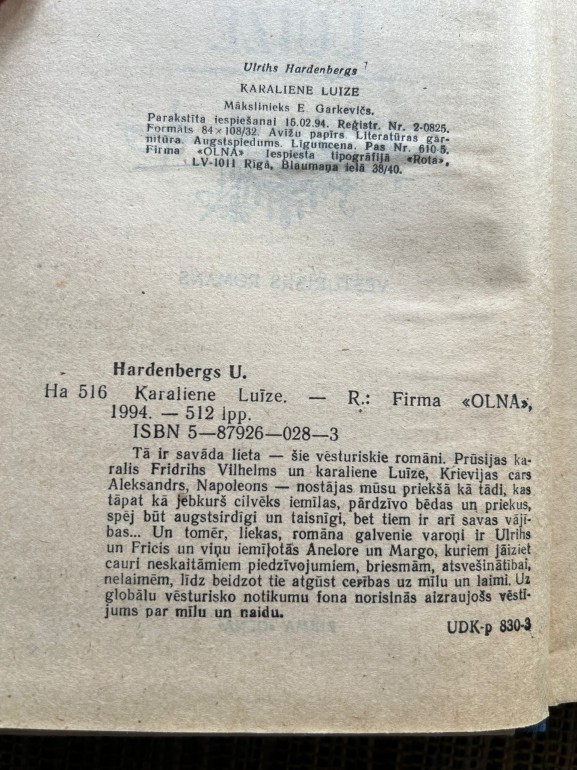 Ulrihs Hardenbergs
KARALIENE LUIZE
Mākslinieks E. Garkevičs.
Parakstīta iespiešanai 15.02.94. Reģistr. Nr. 2-0825.
Formāts 84×108/32. Avīžu papīrs. Literatūras gār-
nitūra. Augstspiedums. Līgumcena. Pas Nr. 610-5.
Firma «OLNA» Iespiesta tipogrāfijā «Rota»,
LV-1011 Rīgā, Blaumaņa ielā 38/40.
VĒSTURISKS ROMĀNS
Hardenbergs U.
Ha 516 Karaliene Luīze. — R.: Firma «OLNA»,
1994. — 512 lpp.
ISBN 5—87926—028—3
Tā ir savāda lieta — šie vēsturiskie romāni. Prūsijas ka-
ralis Fridrihs Vilhelms un karaliene Luīze, Krievijas cars
Aleksandrs, Napoleons — nostājas mūsu priekšā kā tādi, kas
tāpat kā jebkurš cilvēks iemīlas, pārdzīvo bēdas un priekus,
spēj būt augstsirdīgi un taisnīgi, bet tiem ir arī savas vāji-
bas... Un tomēr, liekas, romāna galvenie varoņi ir Ulrihs
un Fricis un viņu iemīļotās Anelore un Margo, kuriem jāiziet
cauri neskaitāmiem piedzīvojumiem, briesmām, atsvešinātībai,
nelaimēm, līdz beidzot tie atgūst cerības uz mīlu un laimi. Uz
globālu vēsturisko notikumu fona norisinās aizraujošs vēstī-
jums par mīlu un naidu.
UDK-p 830-3